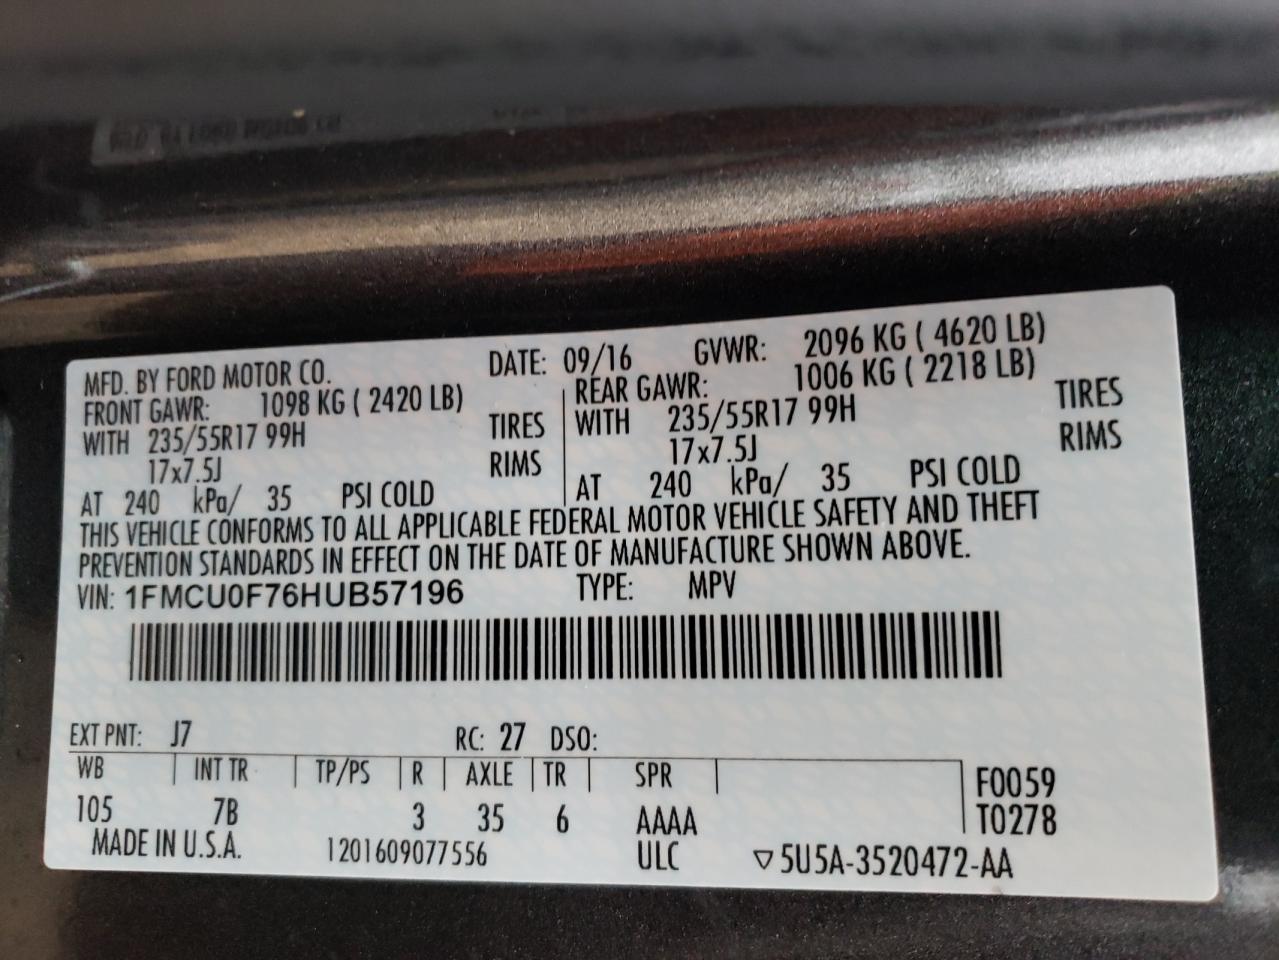 MFD. BY FORD MOTOR CO. DATE: 09/16 GVWR: 2096 KG ( 4620 LB)
FRONT GAWR: 1098 KG ( 2420 LB) REAR GAWR: 1006 KG ( 2218 LB)
WITH 235/55R17 99H TIRES WITH 235/55R17 99H TIRES
17x7.5J RIMS 17x7.5J RIMS
AT 240 kPa/ 35 PSI COLD AT 240 kPa/ 35 PSI COLD
THIS VEHICLE CONFORMS TO ALL APPLICABLE FEDERAL MOTOR VEHICLE SAFETY AND THEFT
PREVENTION STANDARDS IN EFFECT ON THE DATE OF MANUFACTURE SHOWN ABOVE.
VIN: 1FMCU0F76HUB57196 TYPE: MPV
EXT PNT: J7 RC: 27 DSO:
WB INT TR TP/PS R AXLE TR SPR F0059
105 7B 3 35 6 AAAA T0278
MADE IN U.S.A. 1201609077556 ULC ▽5U5A-3520472-AA